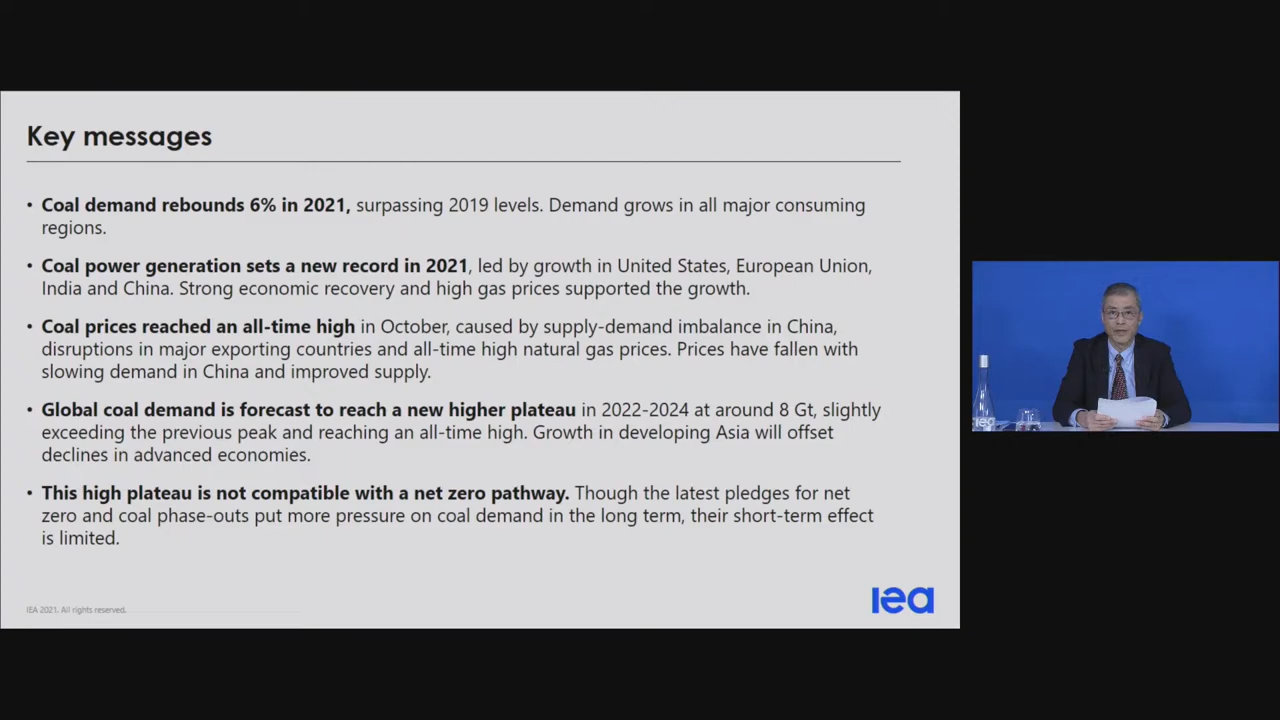 Key messages
• Coal demand rebounds 6% in 2021, surpassing 2019 levels. Demand grows in all major consuming
regions.
• Coal power generation sets a new record in 2021, led by growth in United States, European Union,
India and China. Strong economic recovery and high gas prices supported the growth.
• Coal prices reached an all-time high in October, caused by supply-demand imbalance in China,
disruptions in major exporting countries and all-time high natural gas prices. Prices have fallen with
slowing demand in China and improved supply.
• Global coal demand is forecast to reach a new higher plateau in 2022-2024 at around 8 Gt, slightly
exceeding the previous peak and reaching an all-time high. Growth in developing Asia will offset
declines in advanced economies.
• This high plateau is not compatible with a net zero pathway. Though the latest pledges for net
zero and coal phase-outs put more pressure on coal demand in the long term, their short-term effect
is limited.
IEA 2021. All rights reserved.
iea
iea